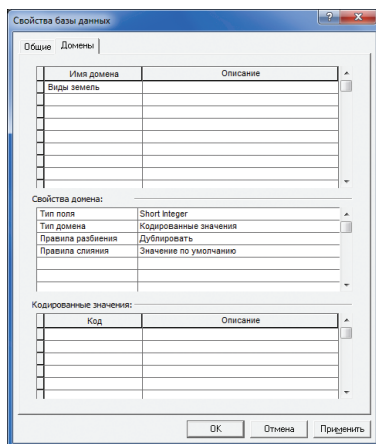 Свойства базы данных
Общие Домены
Имя домена Описание
Виды земель
Свойства домена:
Тип поля Short Integer
Тип домена Кодированные значения
Правила разбиения Дублировать
Правила слияния Значение по умолчанию
Кодированные значения:
Код Описание
OK Отмена Применить